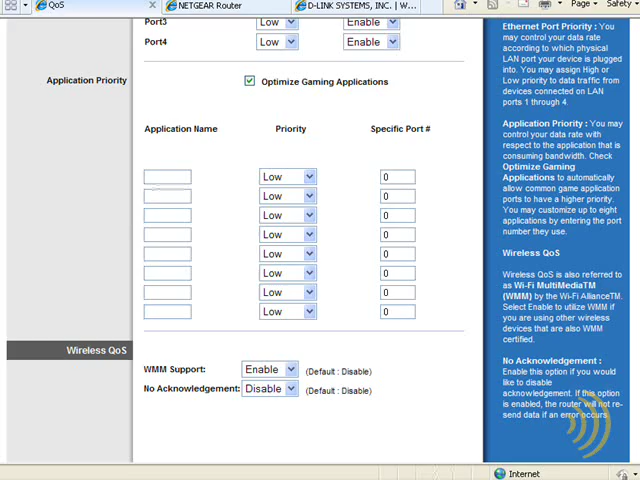 QoS
NETGEAR Router
D-LINK SYSTEMS, INC. | W...
Page
Safety
Port3
Low
Enable
Port4
Low
Enable
Application Priority
Optimize Gaming Applications
Application Name
Priority
Specific Port #
Low
0
Low
0
Low
0
Low
0
Low
0
Low
0
Low
0
Low
0
Wireless QoS
WMM Support:
Enable
(Default : Disable)
No Acknowledgement:
Disable
(Default : Disable)
Ethernet Port Priority : You
may control your data rate
according to which physical
LAN port your device is plugged
into. You may assign High or
Low priority to data traffic from
devices connected on LAN
ports 1 through 4.
Application Priority : You may
control your data rate with
respect to the application that is
consuming bandwidth. Check
Optimize Gaming
Applications to automatically
allow common game application
ports to have a higher priority.
You may customize up to eight
applications by entering the port
number they use.
Wireless QoS
Wireless QoS is also referred to
as Wi-Fi MultiMediaTM
(WMM) by the Wi-Fi AllianceTM.
Select Enable to utilize WMM if
you are using other wireless
devices that are also WMM
certified.
No Acknowledgement :
Enable this option if you would
like to disable
acknowledgement. If this option
is enabled, the router will not re-
send data if an error occurs.
Internet